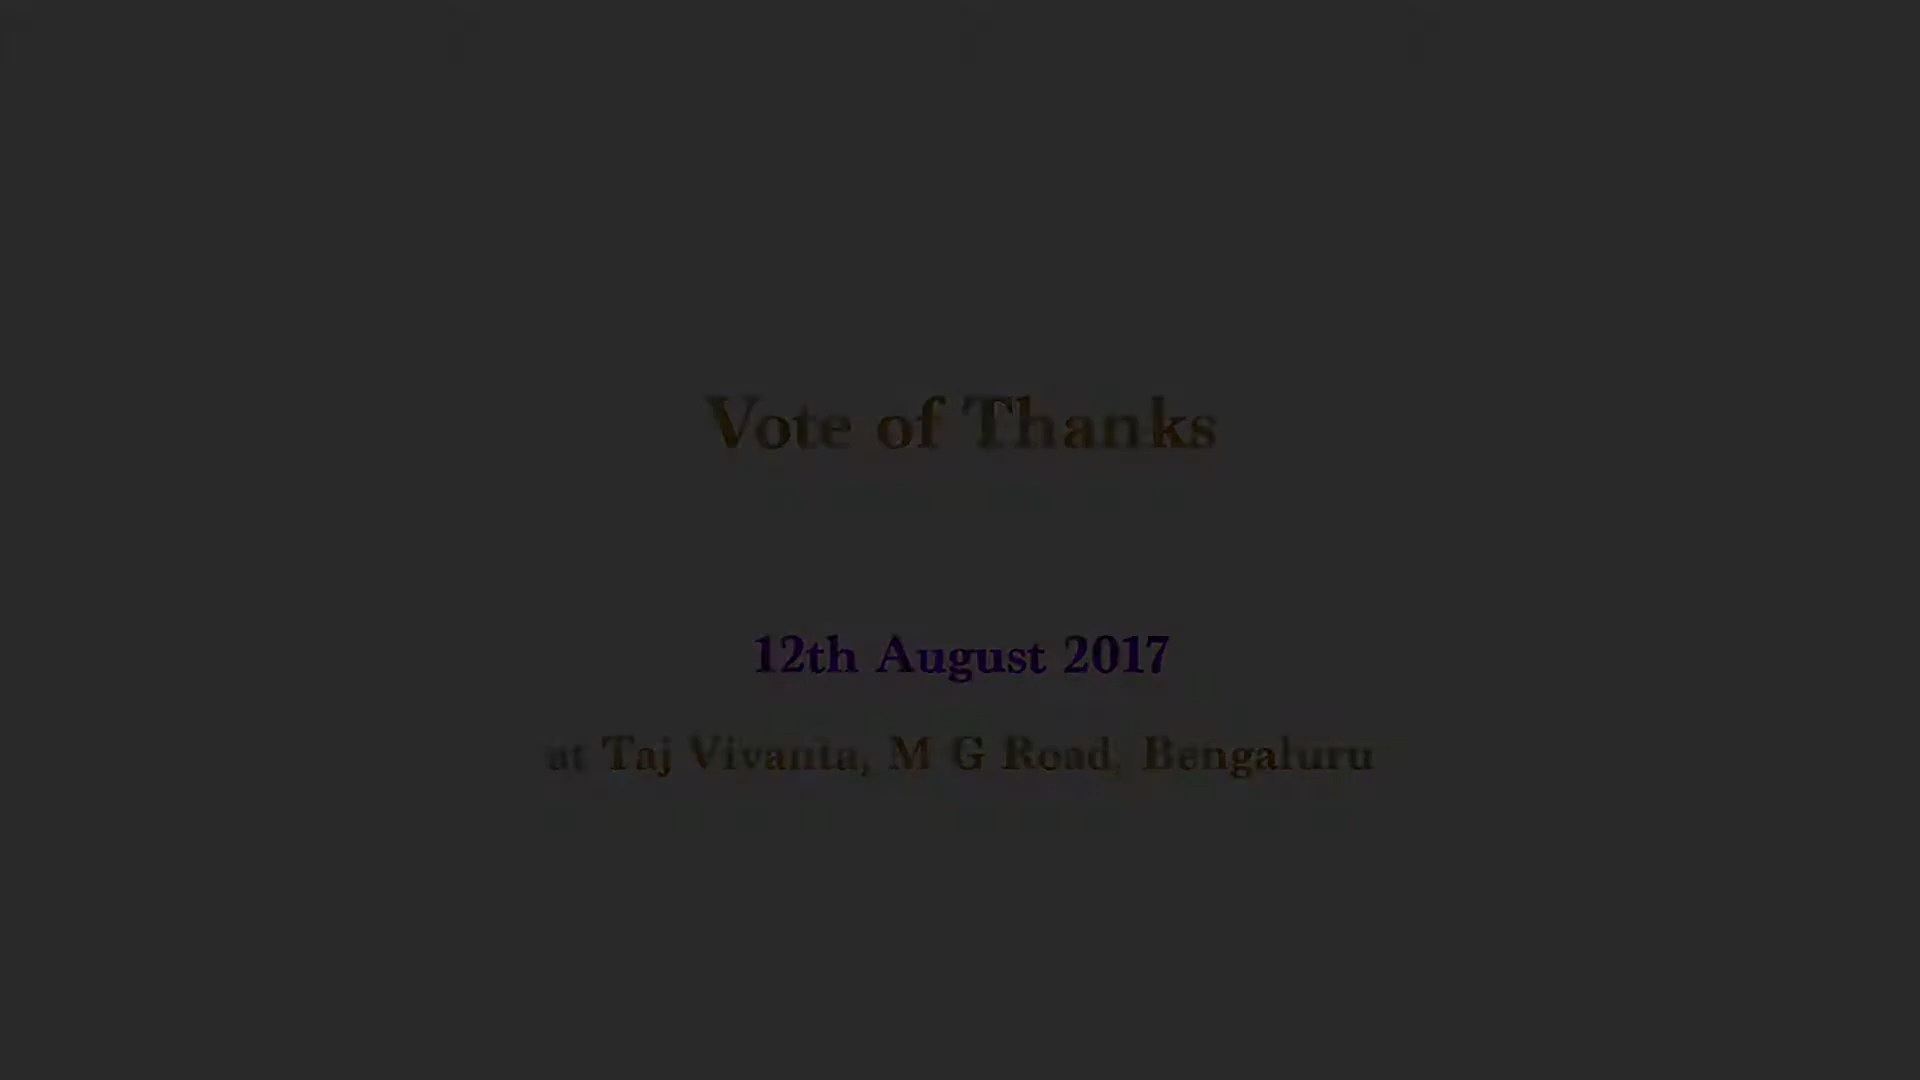 Vote of Thanks
12th August 2017
at Taj Vivanta, M G Road, Bengaluru